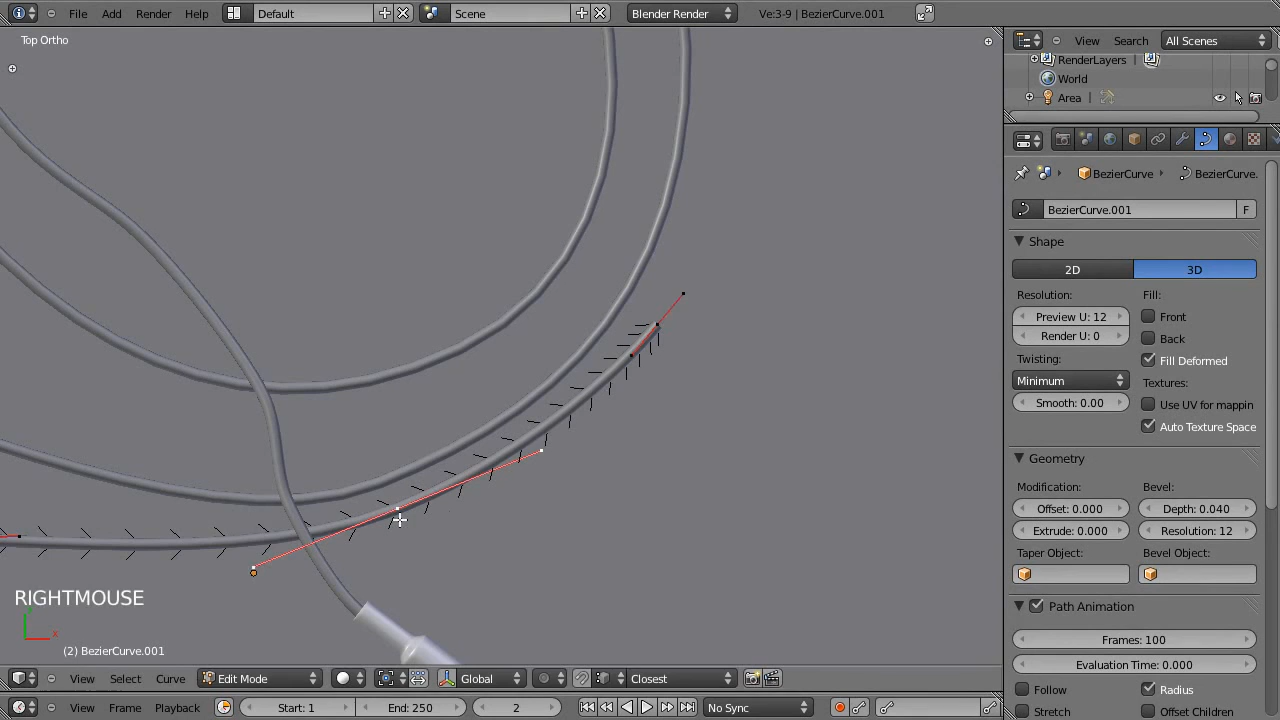 File Add Render Help Default Scene Blender Render Ve:3-9 | BezierCurve.001
Top Ortho
View Search All Scenes
RenderLayers |
World
Area |
BezierCurve BezierCurve.
BezierCurve.001 F
Shape
2D 3D
Resolution: Fill:
Preview U: 12 Front
Render U: 0 Back
Twisting: Fill Deformed
Minimum Textures:
Smooth: 0.00 Use UV for mappin
Auto Texture Space
Geometry
Modification: Bevel:
Offset: 0.000 Depth: 0.040
Extrude: 0.000 Resolution: 12
Taper Object: Bevel Object:
Path Animation
Frames: 100
Evaluation Time: 0.000
Follow Radius
Stretch Offset Children
RIGHTMOUSE
x
(2) BezierCurve.001
View Select Curve Edit Mode Global Closest
View Frame Playback Start: 1 End: 250 2 No Sync